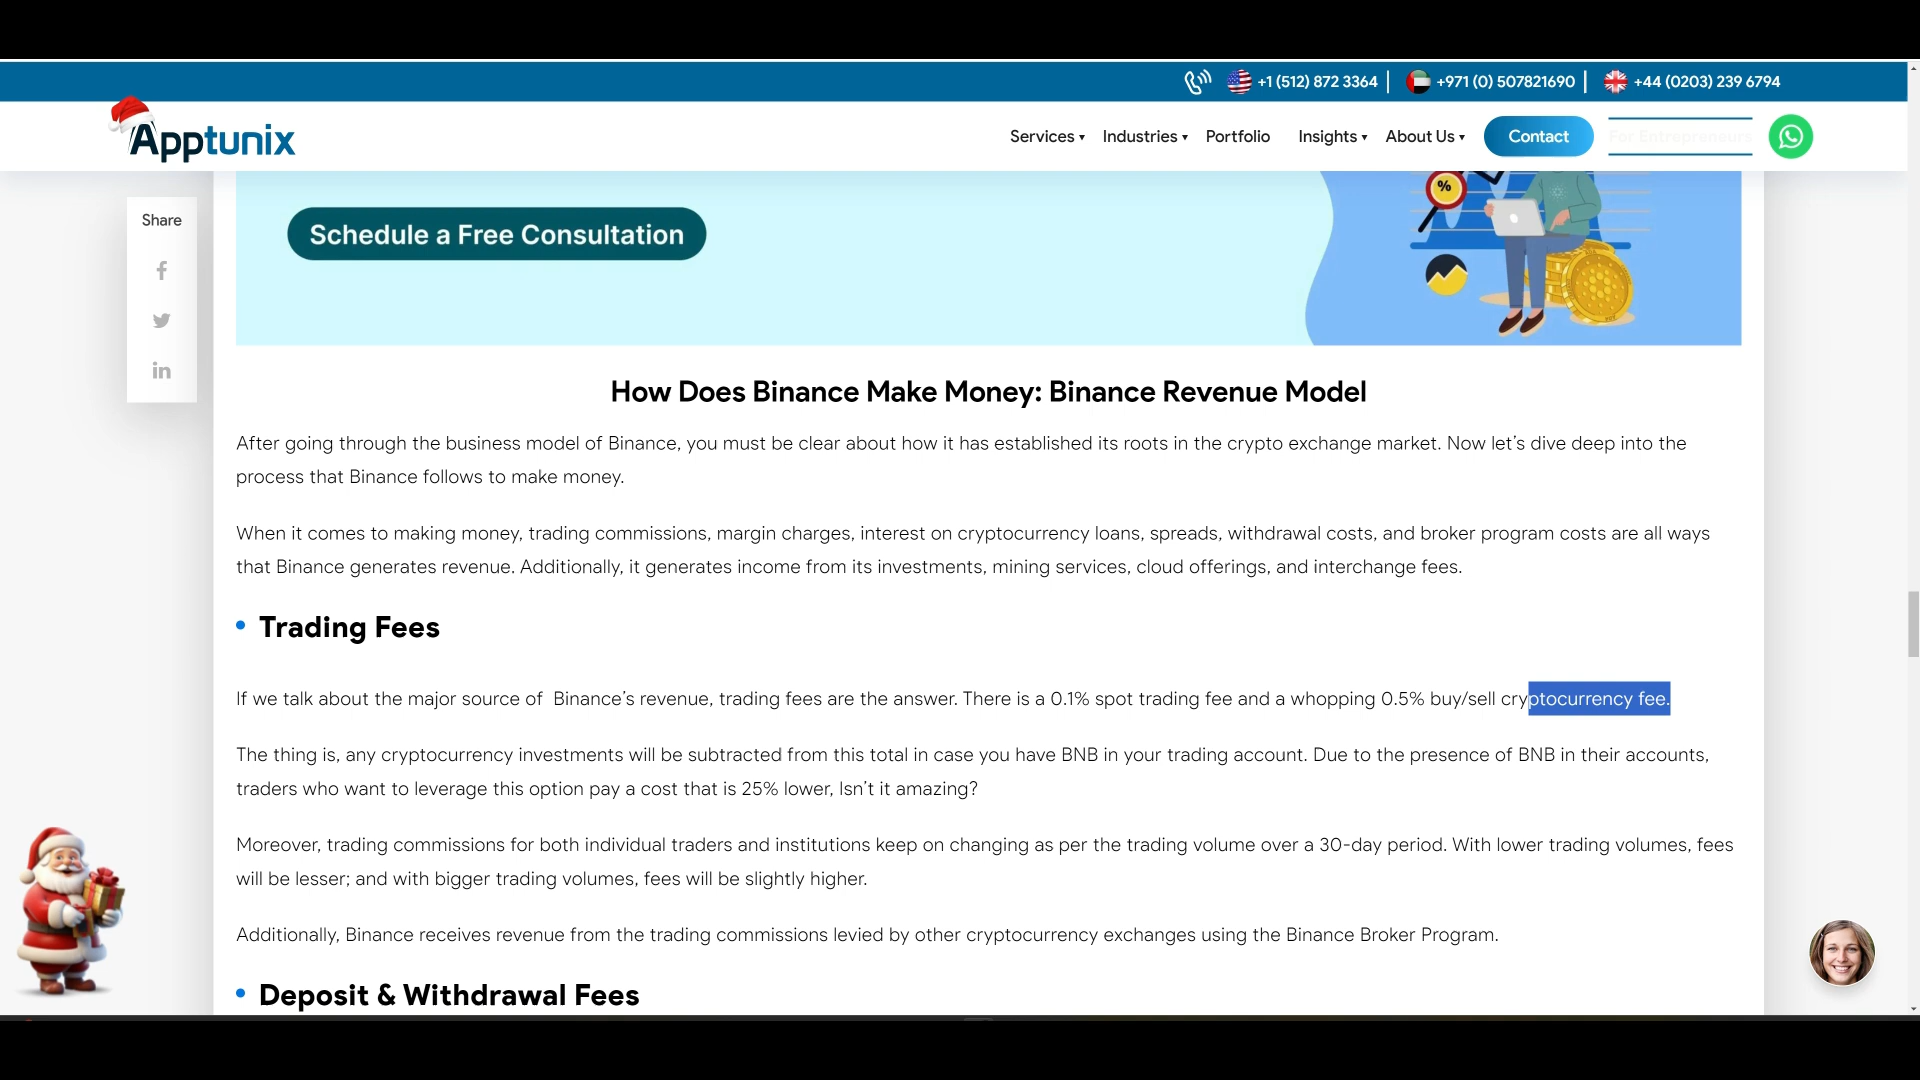 +1 (512) 872 3364 | +971 (0) 507821690 | +44 (0203) 239 6794
Apptunix
Services ▾ Industries ▾ Portfolio Insights ▾ About Us ▾ Contact For Entrepreneurs
Share
%
Schedule a Free Consultation
How Does Binance Make Money: Binance Revenue Model
After going through the business model of Binance, you must be clear about how it has established its roots in the crypto exchange market. Now let’s dive deep into the
process that Binance follows to make money.
When it comes to making money, trading commissions, margin charges, interest on cryptocurrency loans, spreads, withdrawal costs, and broker program costs are all ways
that Binance generates revenue. Additionally, it generates income from its investments, mining services, cloud offerings, and interchange fees.
• Trading Fees
If we talk about the major source of  Binance’s revenue, trading fees are the answer. There is a 0.1% spot trading fee and a whopping 0.5% buy/sell cryptocurrency fee.
The thing is, any cryptocurrency investments will be subtracted from this total in case you have BNB in your trading account. Due to the presence of BNB in their accounts,
traders who want to leverage this option pay a cost that is 25% lower, Isn’t it amazing?
Moreover, trading commissions for both individual traders and institutions keep on changing as per the trading volume over a 30-day period. With lower trading volumes, fees
will be lesser; and with bigger trading volumes, fees will be slightly higher.
Additionally, Binance receives revenue from the trading commissions levied by other cryptocurrency exchanges using the Binance Broker Program.
• Deposit & Withdrawal Fees